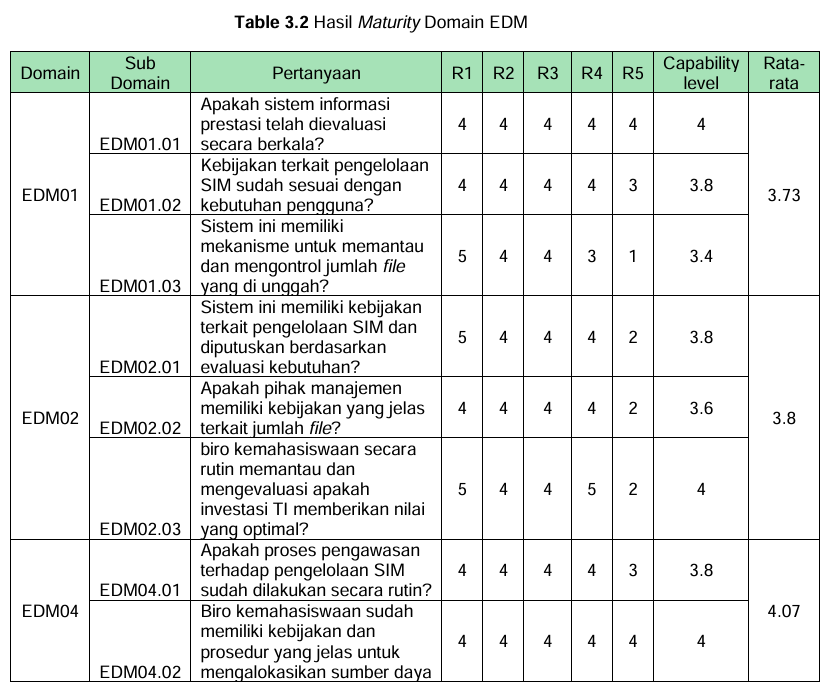 Table 3.2 Hasil Maturity Domain EDM
Domain Sub Domain Pertanyaan R1 R2 R3 R4 R5 Capability level Rata-rata
EDM01
EDM01.01
Apakah sistem informasi
prestasi telah dievaluasi
secara berkala?
4 4 4 4 4 4
3.73
EDM01.02
Kebijakan terkait pengelolaan
SIM sudah sesuai dengan
kebutuhan pengguna?
4 4 4 4 3 3.8
EDM01.03
Sistem ini memiliki
mekanisme untuk memantau
dan mengontrol jumlah file
yang di unggah?
5 4 4 3 1 3.4
EDM02
EDM02.01
Sistem ini memiliki kebijakan
terkait pengelolaan SIM dan
diputuskan berdasarkan
evaluasi kebutuhan?
5 4 4 4 2 3.8
3.8
EDM02.02
Apakah pihak manajemen
memiliki kebijakan yang jelas
terkait jumlah file?
4 4 4 4 2 3.6
EDM02.03
biro kemahasiswaan secara
rutin memantau dan
mengevaluasi apakah
investasi TI memberikan nilai
yang optimal?
5 4 4 5 2 4
EDM04
EDM04.01
Apakah proses pengawasan
terhadap pengelolaan SIM
sudah dilakukan secara rutin?
4 4 4 4 3 3.8
4.07
EDM04.02
Biro kemahasiswaan sudah
memiliki kebijakan dan
prosedur yang jelas untuk
mengalokasikan sumber daya
4 4 4 4 4 4